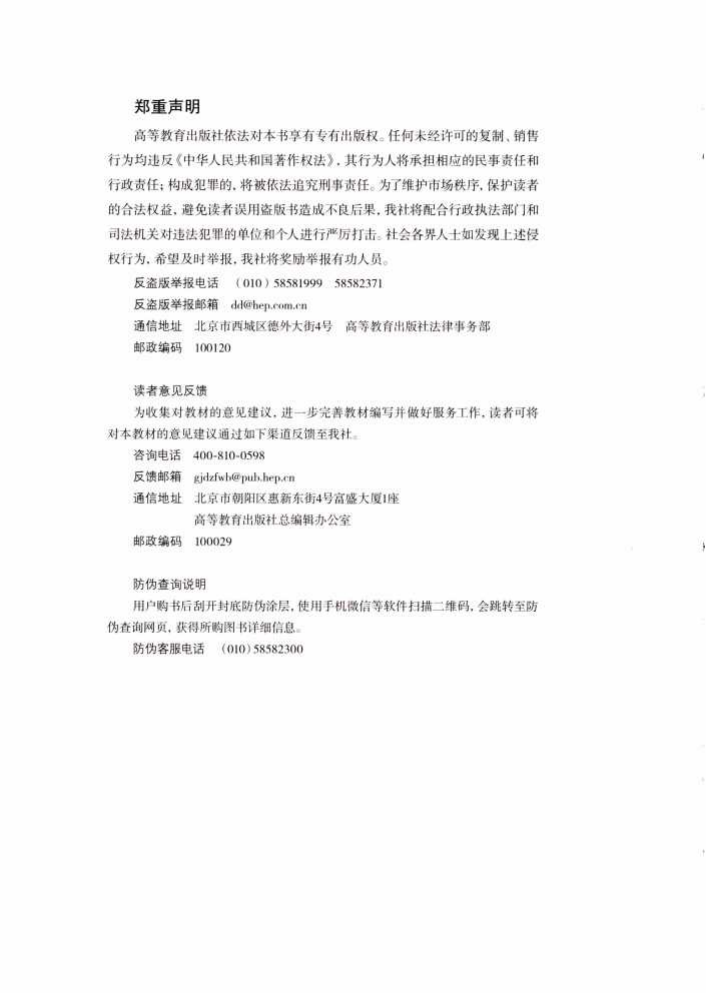 郑重声明
高等教育出版社依法对本书享有专有出版权。任何未经许可的复制、销售
行为均违反《中华人民共和国著作权法》，其行为人将承担相应的民事责任和
行政责任；构成犯罪的，将被依法追究刑事责任。为了维护市场秩序，保护读者
的合法权益，避免读者误用盗版书造成不良后果，我社将配合行政执法部门和
司法机关对违法犯罪的单位和个人进行严厉打击。社会各界人士如发现上述侵
权行为，希望及时举报，我社将奖励举报有功人员。
反盗版举报电话 （010）58581999 58582371
反盗版举报邮箱 dd@hep.com.cn
通信地址 北京市西城区德外大街4号 高等教育出版社法律事务部
邮政编码 100120
读者意见反馈
为收集对教材的意见建议，进一步完善教材编写并做好服务工作，读者可将
对本教材的意见建议通过如下渠道反馈至我社。
咨询电话 400-810-0598
反馈邮箱 gjdzfwb@pub.hep.cn
通信地址 北京市朝阳区惠新东街4号富盛大厦1座
高等教育出版社总编辑办公室
邮政编码 100029
防伪查询说明
用户购书后刮开封底防伪涂层，使用手机微信等软件扫描二维码，会跳转至防
伪查询网页，获得所购图书详细信息。
防伪客服电话 （010）58582300